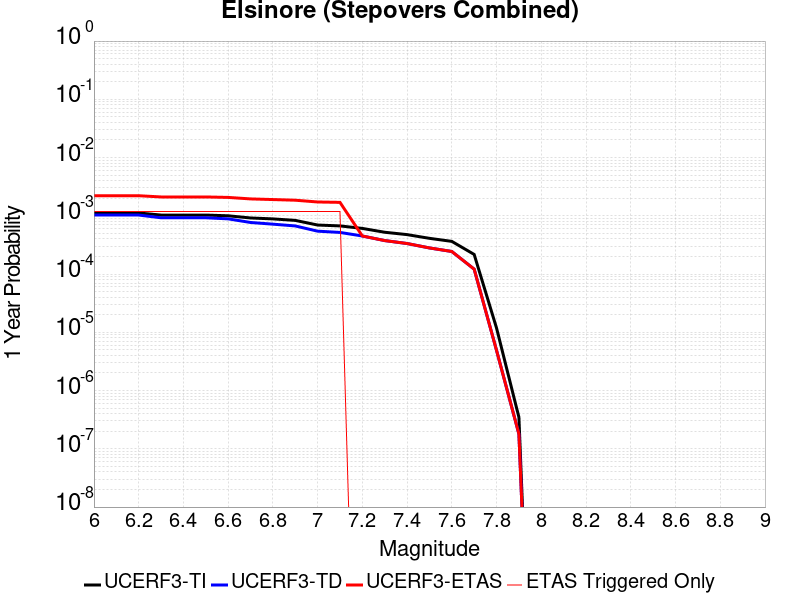 Elsinore (Stepovers Combined)
10^0
10^-1
10^-2
10^-3
10^-4
10^-5
10^-6
10^-7
10^-8
1 Year Probability
6 6.2 6.4 6.6 6.8 7 7.2 7.4 7.6 7.8 8 8.2 8.4 8.6 8.8 9
Magnitude
UCERF3-TI UCERF3-TD UCERF3-ETAS ETAS Triggered Only